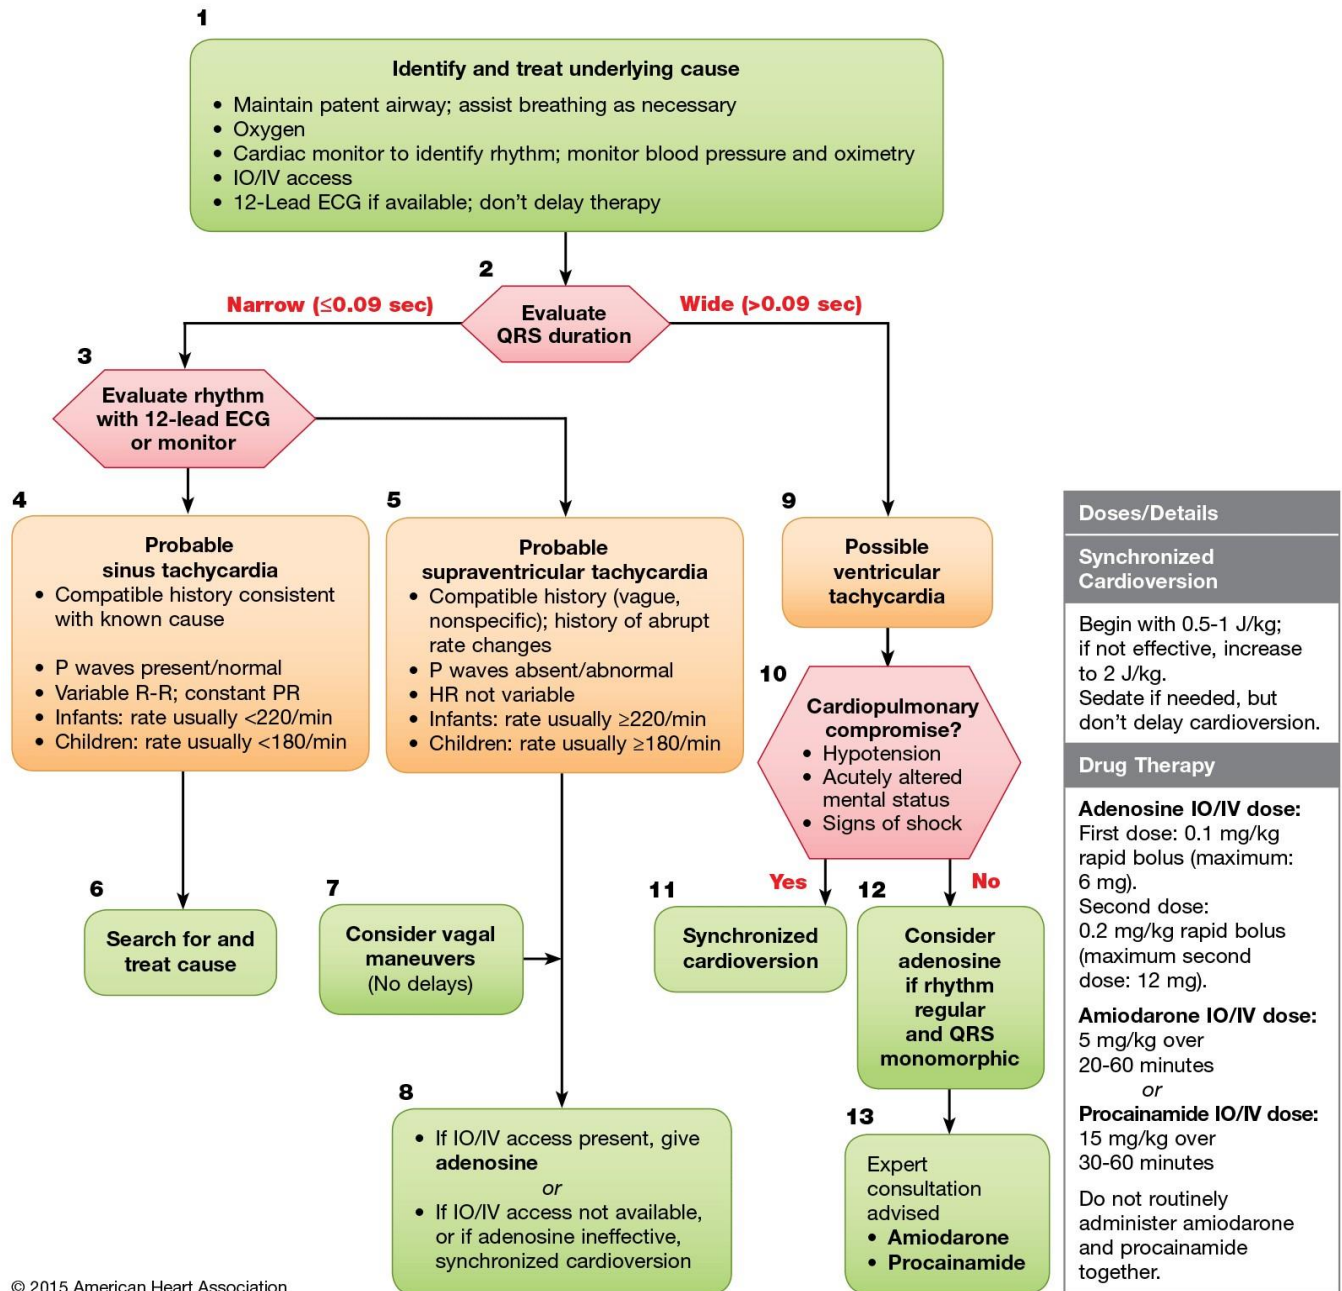 1
Identify and treat underlying cause
• Maintain patent airway; assist breathing as necessary
• Oxygen
• Cardiac monitor to identify rhythm; monitor blood pressure and oximetry
• IO/IV access
• 12-Lead ECG if available; don’t delay therapy
2
Narrow (≤0.09 sec)
Evaluate
QRS duration
Wide (>0.09 sec)
3
Evaluate rhythm
with 12-lead ECG
or monitor
4
Probable
sinus tachycardia
• Compatible history consistent
with known cause
• P waves present/normal
• Variable R-R; constant PR
• Infants: rate usually <220/min
• Children: rate usually <180/min
5
Probable
supraventricular tachycardia
• Compatible history (vague,
nonspecific); history of abrupt
rate changes
• P waves absent/abnormal
• HR not variable
• Infants: rate usually ≥220/min
• Children: rate usually ≥180/min
9
Possible
ventricular
tachycardia
10
Cardiopulmonary
compromise?
• Hypotension
• Acutely altered
mental status
• Signs of shock
Yes
No
6
Search for and
treat cause
7
Consider vagal
maneuvers
(No delays)
11
Synchronized
cardioversion
12
Consider
adenosine
if rhythm
regular
and QRS
monomorphic
8
• If IO/IV access present, give
adenosine
or
• If IO/IV access not available,
or if adenosine ineffective,
synchronized cardioversion
13
Expert
consultation
advised
• Amiodarone
• Procainamide
Doses/Details
Synchronized
Cardioversion
Begin with 0.5-1 J/kg;
if not effective, increase
to 2 J/kg.
Sedate if needed, but
don’t delay cardioversion.
Drug Therapy
Adenosine IO/IV dose:
First dose: 0.1 mg/kg
rapid bolus (maximum:
6 mg).
Second dose:
0.2 mg/kg rapid bolus
(maximum second
dose: 12 mg).
Amiodarone IO/IV dose:
5 mg/kg over
20-60 minutes
or
Procainamide IO/IV dose:
15 mg/kg over
30-60 minutes
Do not routinely
administer amiodarone
and procainamide
together.
© 2015 American Heart Association